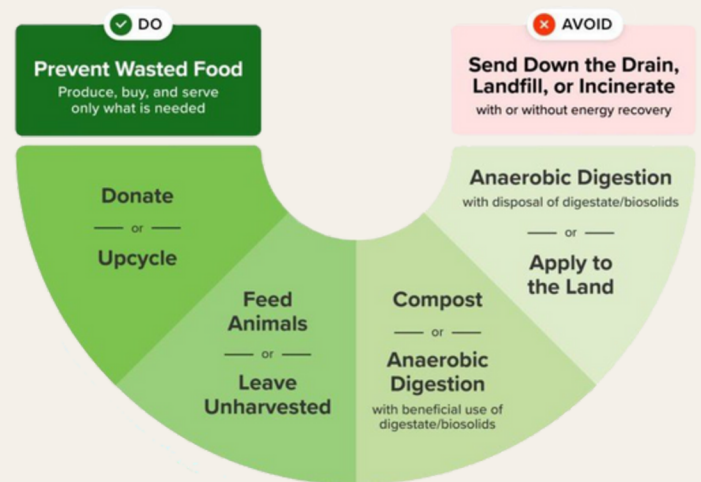 DO
Prevent Wasted Food
Produce, buy, and serve
only what is needed
AVOID
Send Down the Drain,
Landfill, or Incinerate
with or without energy recovery
Donate
or
Upcycle
Feed
Animals
or
Leave
Unharvested
Compost
or
Anaerobic
Digestion
with beneficial use of
digestate/biosolids
Anaerobic Digestion
with disposal of digestate/biosolids
or
Apply to
the Land